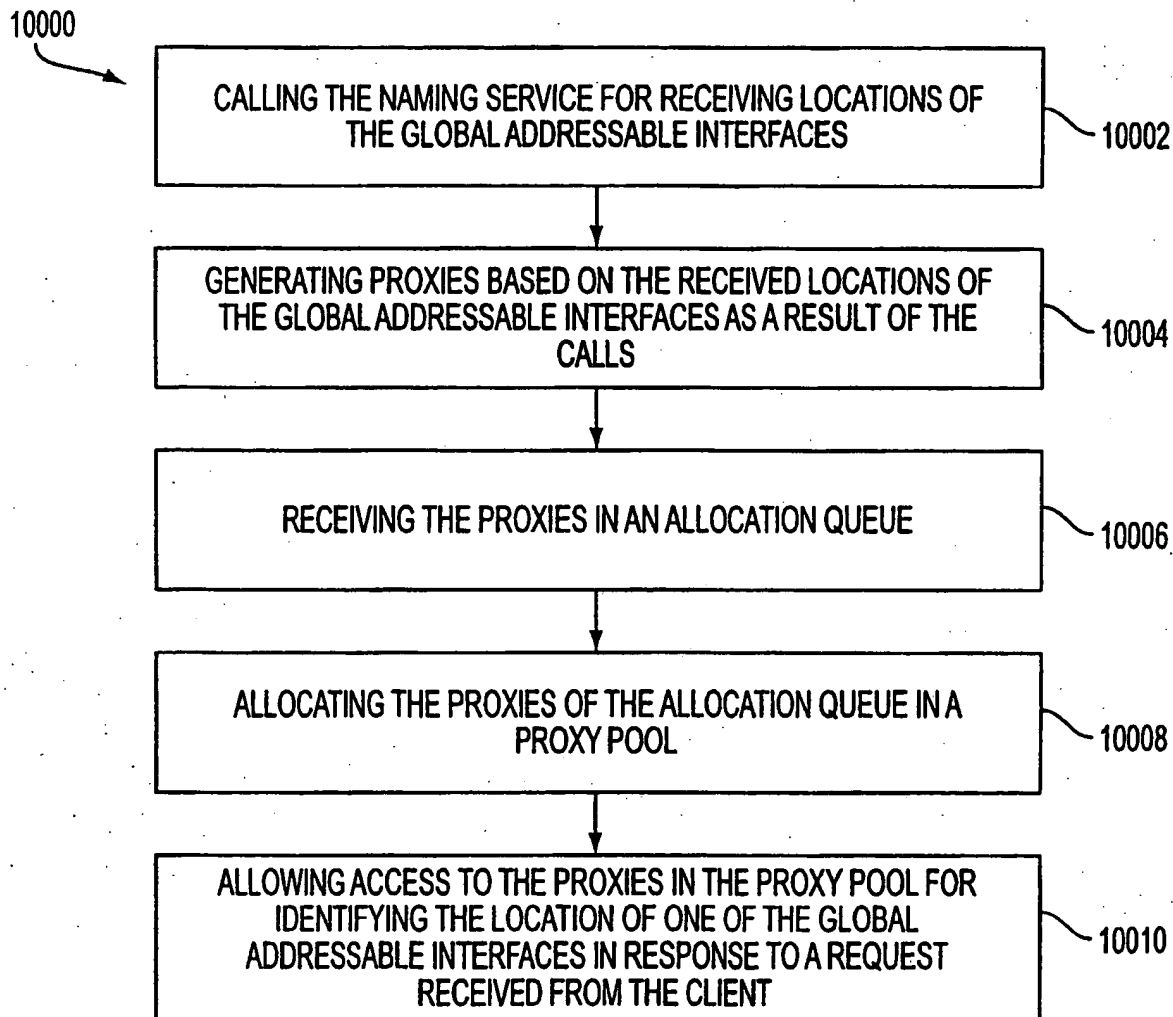 10000
CALLING THE NAMING SERVICE FOR RECEIVING LOCATIONS OF
THE GLOBAL ADDRESSABLE INTERFACES
10002
GENERATING PROXIES BASED ON THE RECEIVED LOCATIONS OF
THE GLOBAL ADDRESSABLE INTERFACES AS A RESULT OF THE
CALLS
10004
RECEIVING THE PROXIES IN AN ALLOCATION QUEUE
10006
ALLOCATING THE PROXIES OF THE ALLOCATION QUEUE IN A
PROXY POOL
10008
ALLOWING ACCESS TO THE PROXIES IN THE PROXY POOL FOR
IDENTIFYING THE LOCATION OF ONE OF THE GLOBAL
ADDRESSABLE INTERFACES IN RESPONSE TO A REQUEST
RECEIVED FROM THE CLIENT
10010